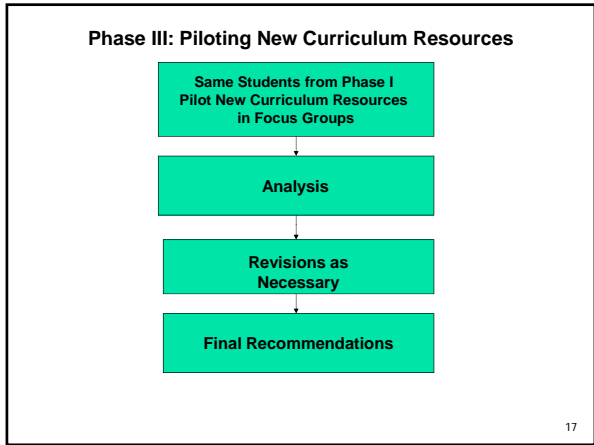 Phase III: Piloting New Curriculum Resources
Same Students from Phase I
Pilot New Curriculum Resources
in Focus Groups
Analysis
Revisions as
Necessary
Final Recommendations
17